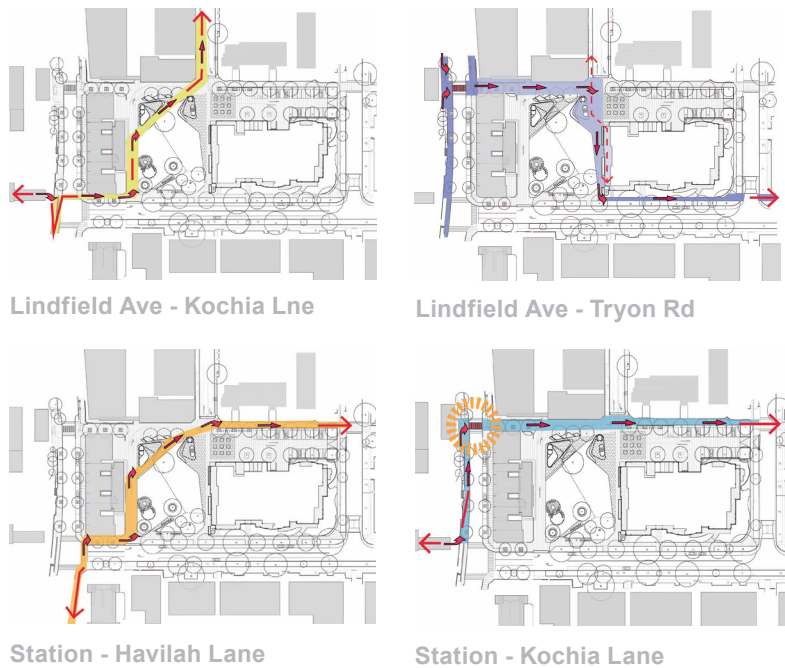 Lindfield Ave - Kochia Lne
Lindfield Ave - Tryon Rd
Station - Havilah Lane
Station - Kochia Lane